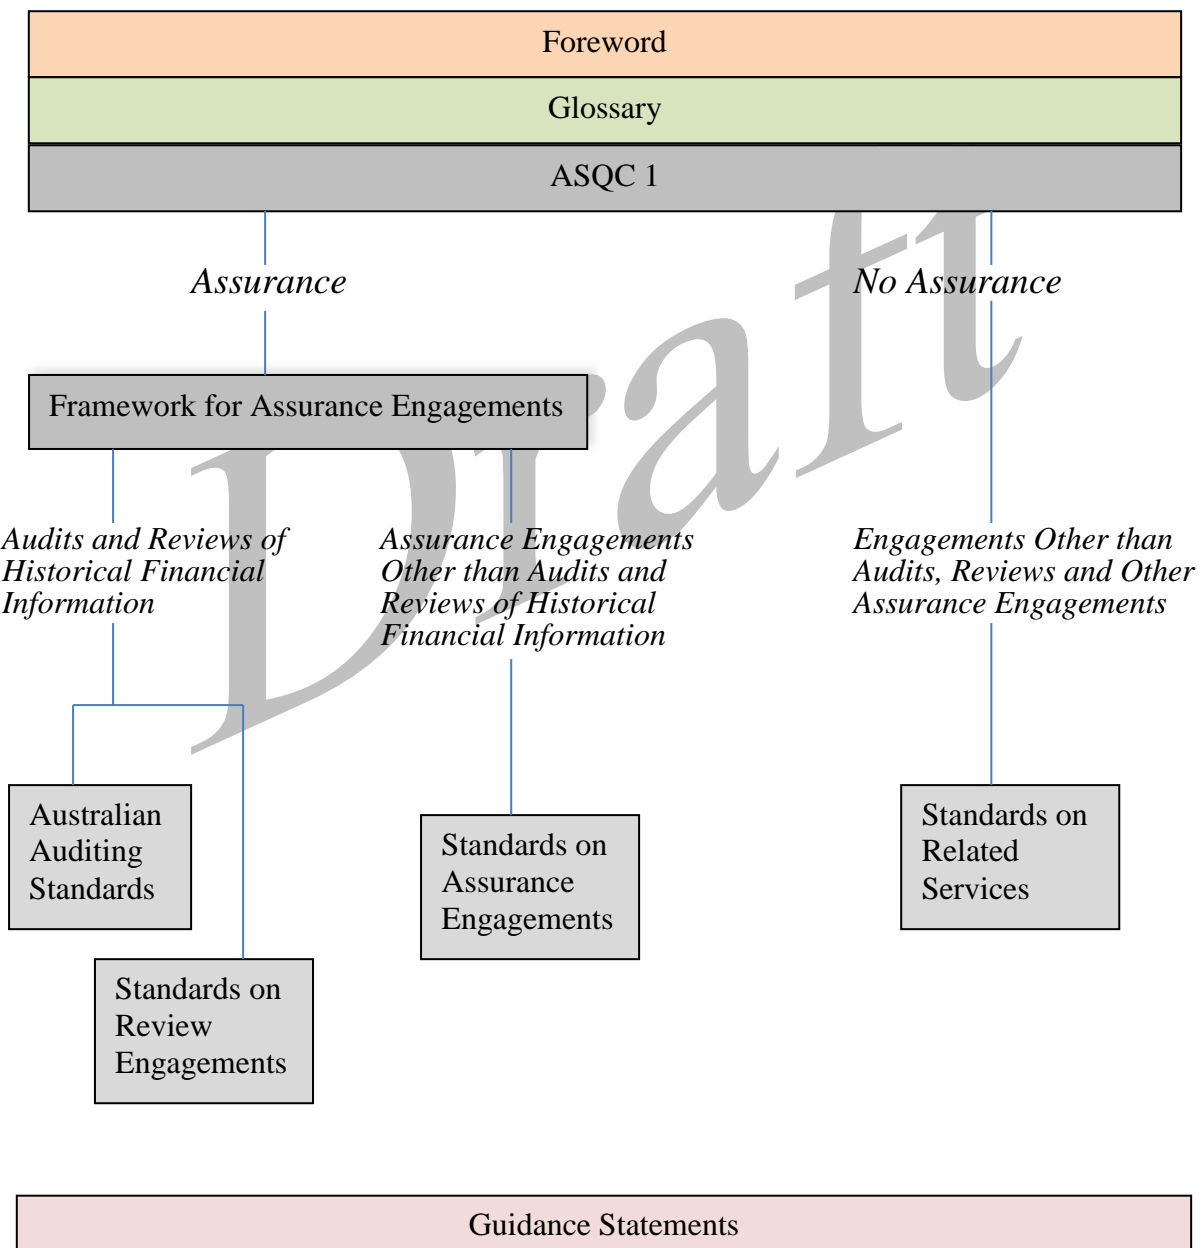 Foreword
Glossary
ASQC 1
Draft
Assurance
No Assurance
Framework for Assurance Engagements
Audits and Reviews of
Historical Financial
Information
Assurance Engagements
Other than Audits and
Reviews of Historical
Financial Information
Engagements Other than
Audits, Reviews and Other
Assurance Engagements
Australian
Auditing
Standards
Standards on
Review
Engagements
Standards on
Assurance
Engagements
Standards on
Related
Services
Guidance Statements